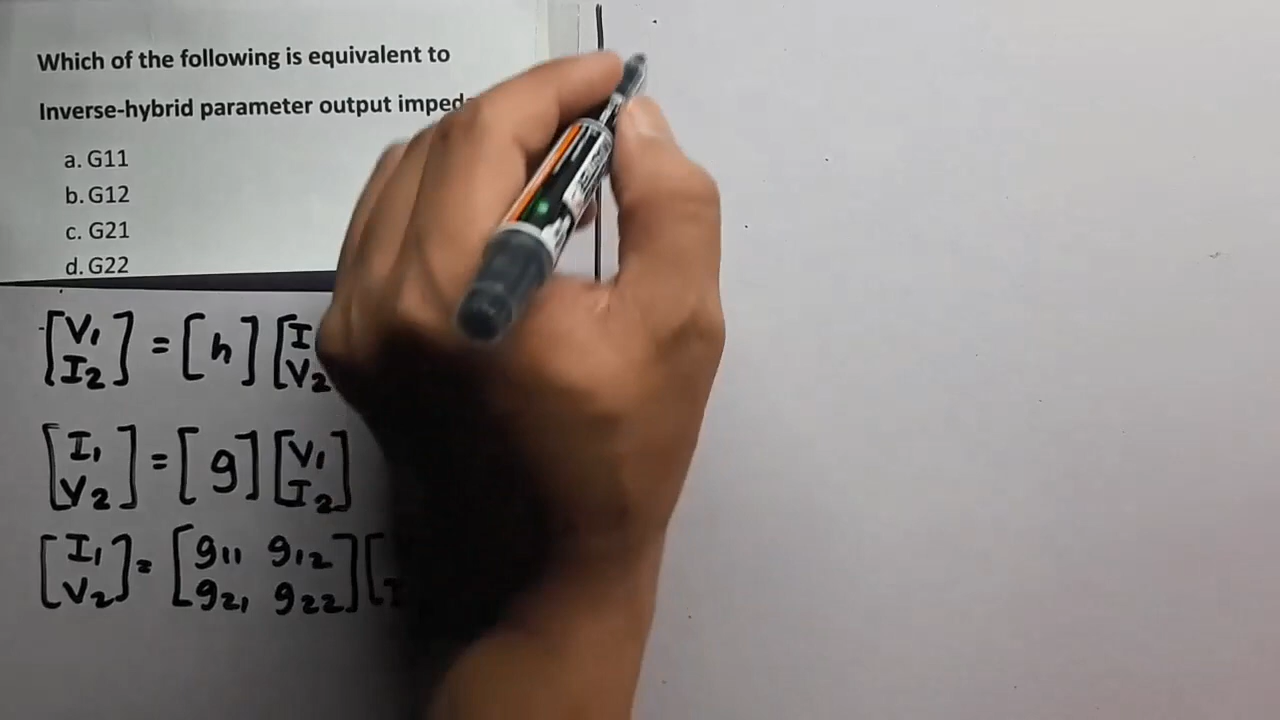 Which of the following is equivalent to
Inverse-hybrid parameter output
a. G11
b. G12
c. G21
d. G22
[V1 I2] = [h] [I V2
[I1 V2] = [g] [V1 I2]
[I1 V2] = [g11 g12 g21 g22] [